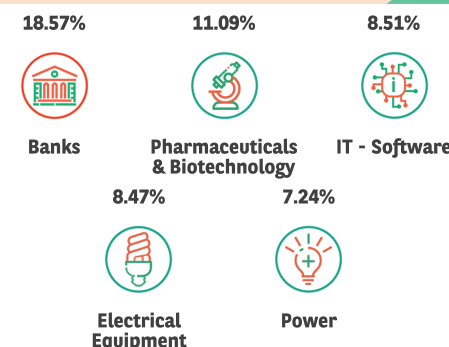 18.57%
11.09%
8.51%
Banks
Pharmaceuticals
& Biotechnology
IT - Software
8.47%
7.24%
Electrical
Equipment
Power